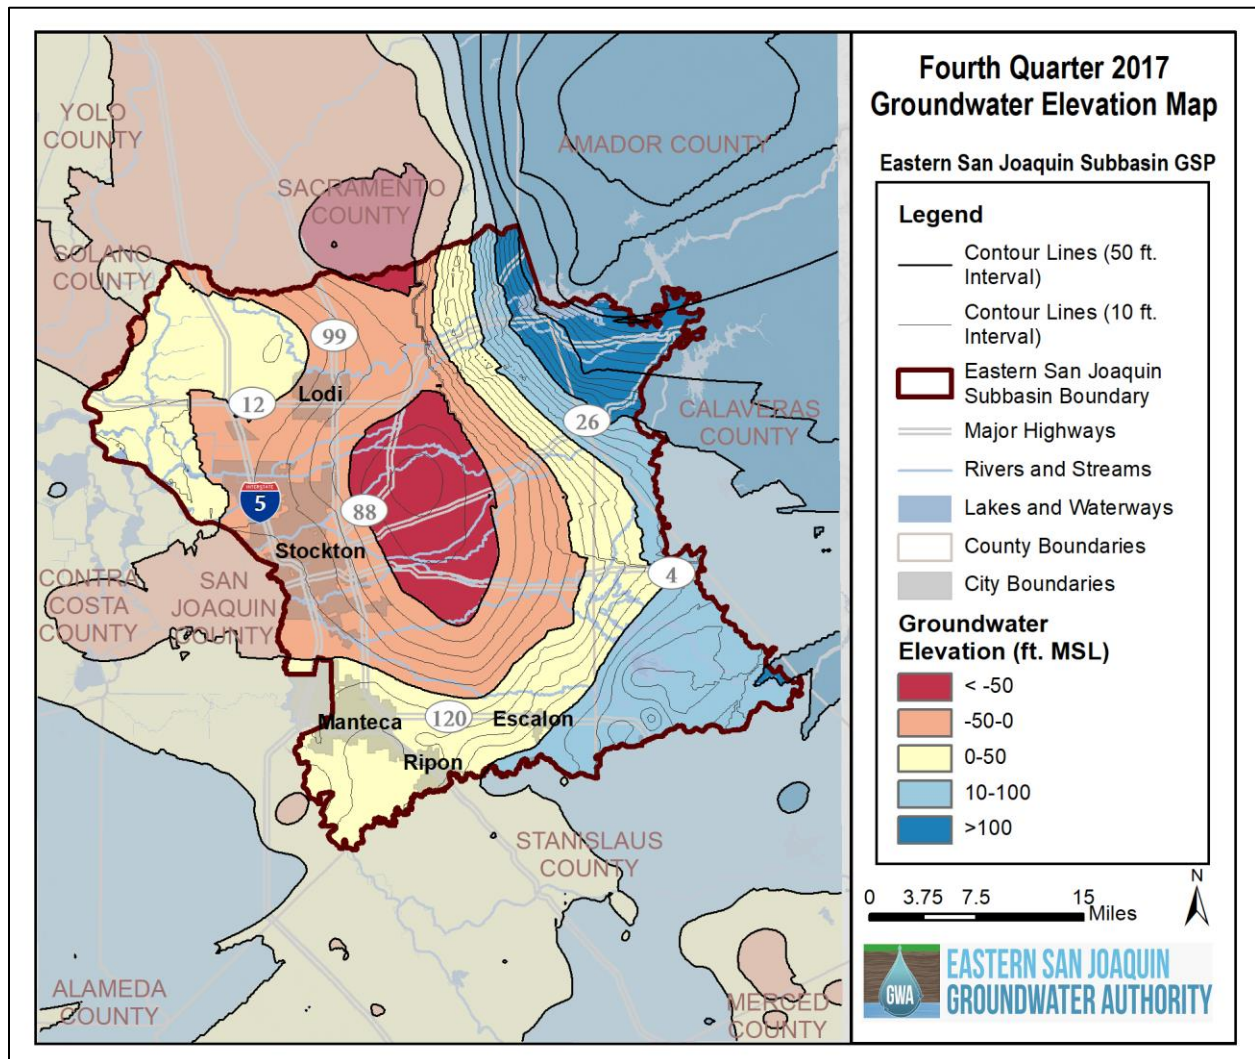 YOLO
COUNTY
SACRAMENTO
COUNTY
AMADOR COUNTY
SOLANO
COUNTY
99
Lodi
12
26
CALAVERAS
COUNTY
INTERSTATE
5
88
Stockton
4
CONTRA
COSTA
COUNTY
SAN
JOAQUIN
COUNTY
Manteca
120
Escalon
Ripon
STANISLAUS
COUNTY
ALAMEDA
COUNTY
MERCED
COUNTY
Fourth Quarter 2017
Groundwater Elevation Map
Eastern San Joaquin Subbasin GSP
Legend
Contour Lines (50 ft.
Interval)
Contour Lines (10 ft.
Interval)
Eastern San Joaquin
Subbasin Boundary
Major Highways
Rivers and Streams
Lakes and Waterways
County Boundaries
City Boundaries
Groundwater
Elevation (ft. MSL)
< -50
-50-0
0-50
10-100
>100
N
0 3.75 7.5 15
Miles
GWA
EASTERN SAN JOAQUIN
GROUNDWATER AUTHORITY